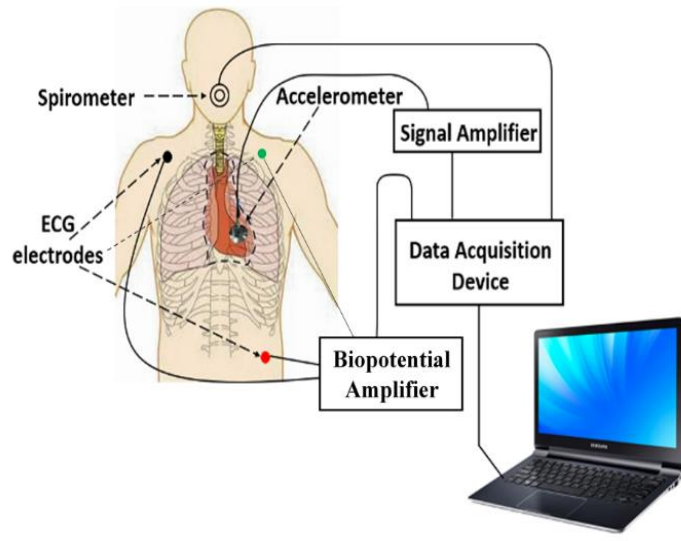 Spirometer
Accelerometer
Signal Amplifier
ECG
electrodes
Data Acquisition
Device
Biopotential
Amplifier
SAMSUNG